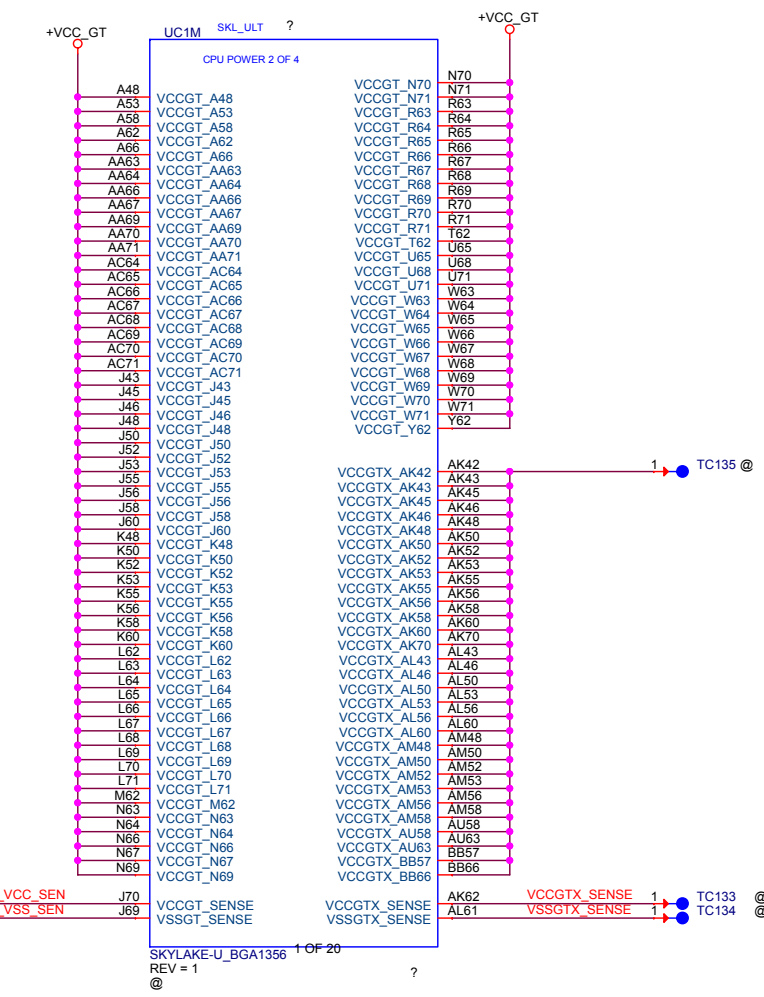 +VCC_GT
UC1M SKL_ULT ?
+VCC_GT
CPU POWER 2 OF 4
A48 VCCGT_A48
A53 VCCGT_A53
A58 VCCGT_A58
A62 VCCGT_A62
A66 VCCGT_A66
AA63 VCCGT_AA63
AA64 VCCGT_AA64
AA66 VCCGT_AA66
AA67 VCCGT_AA67
AA69 VCCGT_AA69
AA70 VCCGT_AA70
AA71 VCCGT_AA71
AC64 VCCGT_AC64
AC65 VCCGT_AC65
AC66 VCCGT_AC66
AC67 VCCGT_AC67
AC68 VCCGT_AC68
AC69 VCCGT_AC69
AC70 VCCGT_AC70
AC71 VCCGT_AC71
J43 VCCGT_J43
J45 VCCGT_J45
J46 VCCGT_J46
J48 VCCGT_J48
J50 VCCGT_J50
J52 VCCGT_J52
J53 VCCGT_J53
J55 VCCGT_J55
J56 VCCGT_J56
J58 VCCGT_J58
J60 VCCGT_J60
K48 VCCGT_K48
K50 VCCGT_K50
K52 VCCGT_K52
K53 VCCGT_K53
K55 VCCGT_K55
K56 VCCGT_K56
K58 VCCGT_K58
K60 VCCGT_K60
L62 VCCGT_L62
L63 VCCGT_L63
L64 VCCGT_L64
L65 VCCGT_L65
L66 VCCGT_L66
L67 VCCGT_L67
L68 VCCGT_L68
L69 VCCGT_L69
L70 VCCGT_L70
L71 VCCGT_L71
M62 VCCGT_M62
N63 VCCGT_N63
N64 VCCGT_N64
N66 VCCGT_N66
N67 VCCGT_N67
N69 VCCGT_N69
_VCC_SEN J70 VCCGT_SENSE
_VSS_SEN J69 VSSGT_SENSE
VCCGT_N70 N70
VCCGT_N71 N71
VCCGT_R63 R63
VCCGT_R64 R64
VCCGT_R65 R65
VCCGT_R66 R66
VCCGT_R67 R67
VCCGT_R68 R68
VCCGT_R69 R69
VCCGT_R70 R70
VCCGT_R71 R71
VCCGT_T62 T62
VCCGT_U65 U65
VCCGT_U68 U68
VCCGT_U71 U71
VCCGT_W63 W63
VCCGT_W64 W64
VCCGT_W65 W65
VCCGT_W66 W66
VCCGT_W67 W67
VCCGT_W68 W68
VCCGT_W69 W69
VCCGT_W70 W70
VCCGT_W71 W71
VCCGT_Y62 Y62
VCCGTX_AK42 AK42 1 TC135 @
VCCGTX_AK43 AK43
VCCGTX_AK45 AK45
VCCGTX_AK46 AK46
VCCGTX_AK48 AK48
VCCGTX_AK50 AK50
VCCGTX_AK52 AK52
VCCGTX_AK53 AK53
VCCGTX_AK55 AK55
VCCGTX_AK56 AK56
VCCGTX_AK58 AK58
VCCGTX_AK60 AK60
VCCGTX_AK70 AK70
VCCGTX_AL43 AL43
VCCGTX_AL46 AL46
VCCGTX_AL50 AL50
VCCGTX_AL53 AL53
VCCGTX_AL56 AL56
VCCGTX_AL60 AL60
VCCGTX_AM48 AM48
VCCGTX_AM50 AM50
VCCGTX_AM52 AM52
VCCGTX_AM53 AM53
VCCGTX_AM56 AM56
VCCGTX_AM58 AM58
VCCGTX_AU58 AU58
VCCGTX_AU63 AU63
VCCGTX_BB57 BB57
VCCGTX_BB66 BB66
VCCGTX_SENSE AK62 VCCGTX_SENSE 1 TC133 @
VSSGTX_SENSE AL61 VSSGTX_SENSE 1 TC134 @
SKYLAKE-U_BGA1356 1 OF 20
REV = 1 ?
@